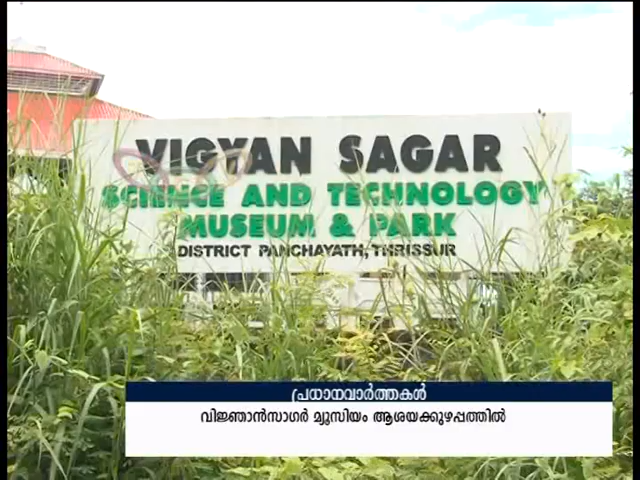 VIGYAN SAGAR
SCIENCE AND TECHNOLOGY
MUSEUM & PARK
DISTRICT PANCHAYATH, THRISSUR
പ്രധാനവാർത്തകൾ
വിജ്ഞാൻസാഗർ മ്യൂസിയം ആശയക്കുഴപ്പത്തിൽ